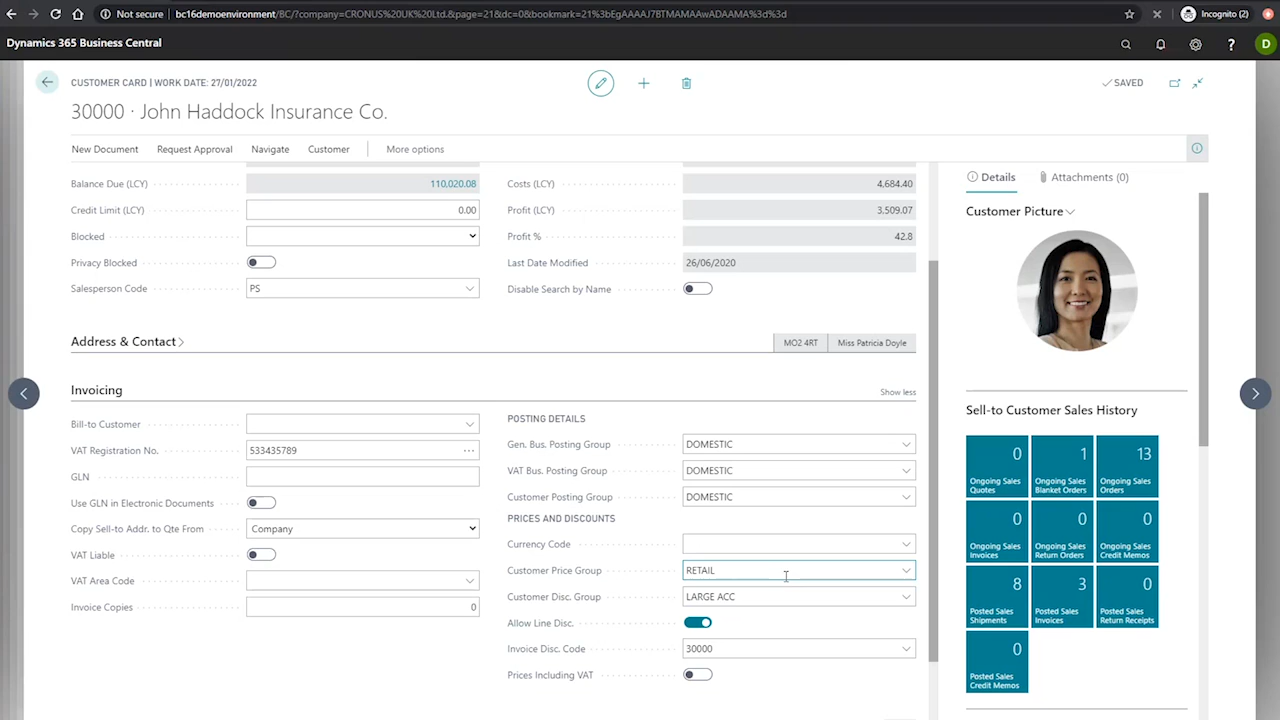 Not secure | bc16demoenvironment/BC/?company=CRONUS%20UK%20Ltd.&page=21&dc=0&bookmark=21%3bEgAAAAJ7BTMAMAAwADAAMA%3d%3d
Incognito (2)
Dynamics 365 Business Central
? D
CUSTOMER CARD | WORK DATE: 27/01/2022
SAVED
30000 · John Haddock Insurance Co.
New Document Request Approval Navigate Customer More options
Balance Due (LCY) 110,020.08
Credit Limit (LCY) 0.00
Blocked
Privacy Blocked
Salesperson Code PS
Costs (LCY) 4,684.40
Profit (LCY) 3.509.07
Profit % 42.8
Last Date Modified 26/06/2020
Disable Search by Name
Address & Contact
MO2 4RT Miss Patricia Doyle
Invoicing
Show less
Bill-to Customer
VAT Registration No. 533435789
GLN
Use GLN in Electronic Documents
Copy Sell-to Addr. to Qte From Company
VAT Liable
VAT Area Code
Invoice Copies 0
POSTING DETAILS
Gen. Bus. Posting Group DOMESTIC
VAT Bus. Posting Group DOMESTIC
Customer Posting Group DOMESTIC
PRICES AND DISCOUNTS
Currency Code
Customer Price Group RETAIL
Customer Disc. Group LARGE ACC
Allow Line Disc.
Invoice Disc. Code 30000
Prices Including VAT
Details Attachments (0)
Customer Picture
Sell-to Customer Sales History
0
Ongoing Sales
Quotes
1
Ongoing Sales
Blanket Orders
13
Ongoing Sales
Orders
0
Ongoing Sales
Invoices
0
Ongoing Sales
Return Orders
0
Ongoing Sales
Credit Memos
8
Posted Sales
Shipments
3
Posted Sales
Invoices
0
Posted Sales
Return Receipts
0
Posted Sales
Credit Memos